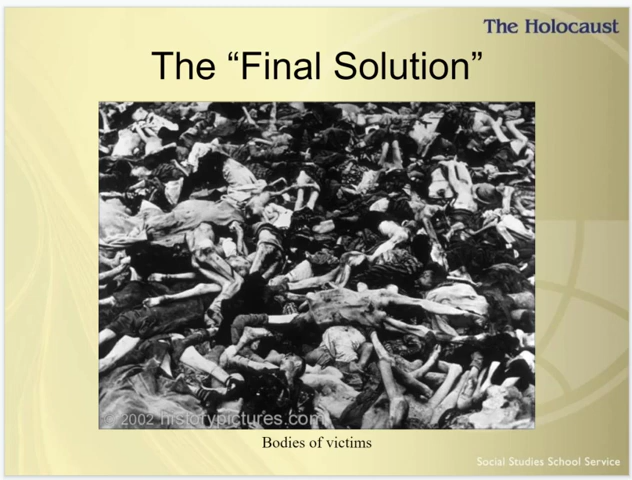 The Holocaust
The “Final Solution”
© 2002 historypictures.com
Bodies of victims
Social Studies School Service